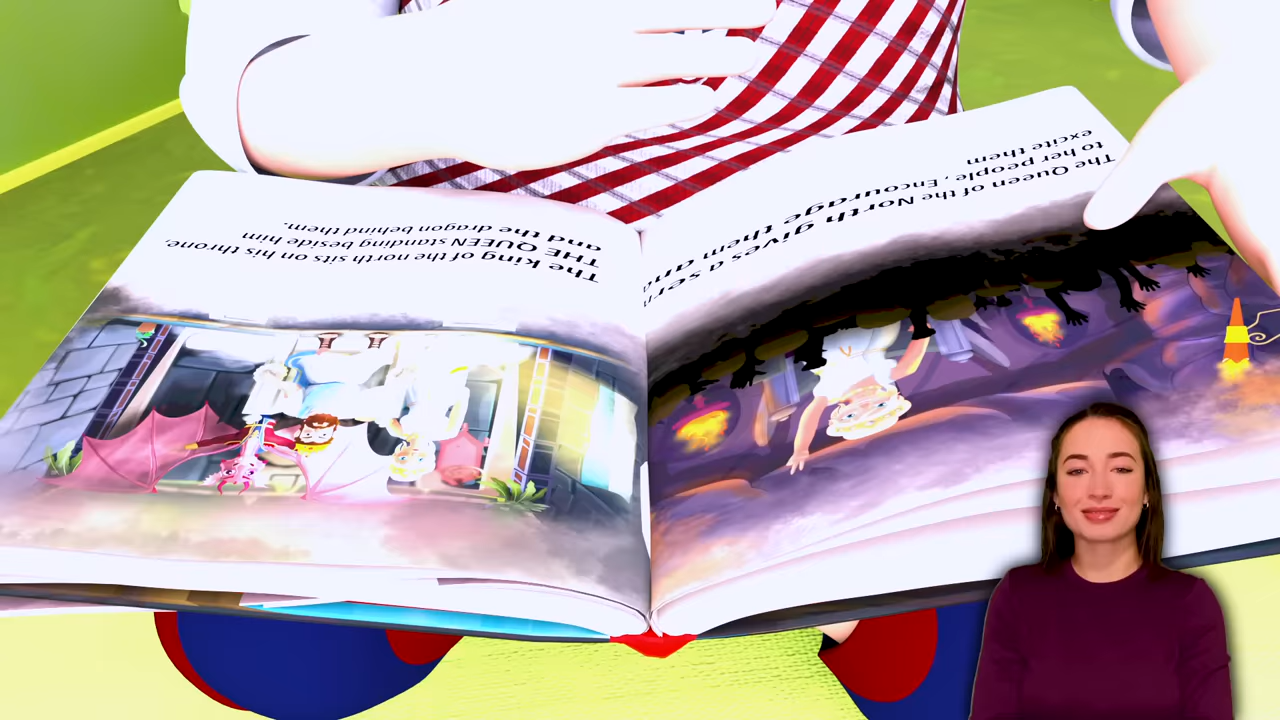 The king of the north sits on his throne,
THE QUEEN standing beside him
and the dragon behind them.
The Queen of the North gives a
to her people, Encourage them and
excite them